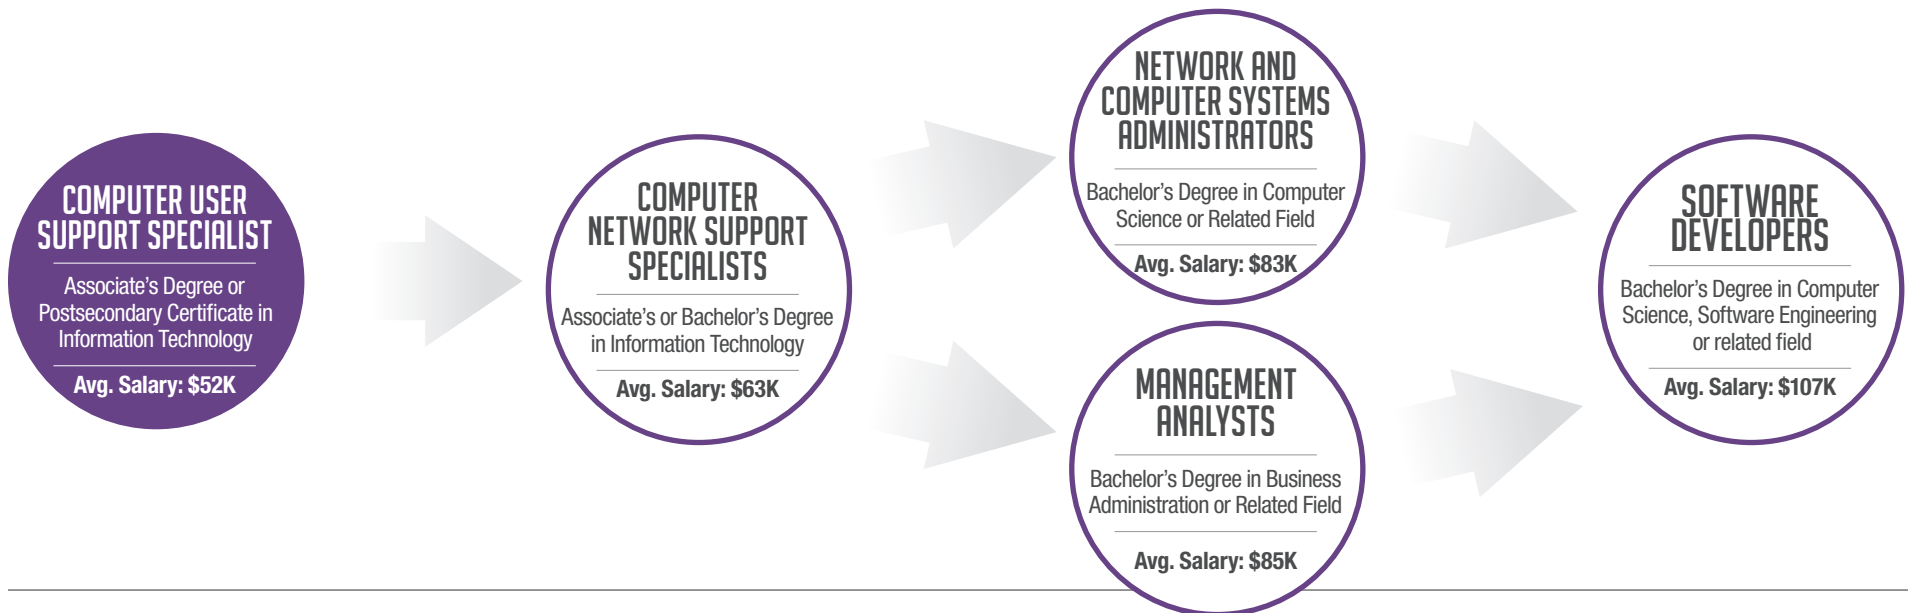 COMPUTER USER
SUPPORT SPECIALIST
Associate’s Degree or
Postsecondary Certificate in
Information Technology
Avg. Salary: $52K
COMPUTER
NETWORK SUPPORT
SPECIALISTS
Associate’s or Bachelor’s Degree
in Information Technology
Avg. Salary: $63K
NETWORK AND
COMPUTER SYSTEMS
ADMINISTRATORS
Bachelor’s Degree in Computer
Science or Related Field
Avg. Salary: $83K
MANAGEMENT
ANALYSTS
Bachelor’s Degree in Business
Administration or Related Field
Avg. Salary: $85K
SOFTWARE
DEVELOPERS
Bachelor’s Degree in Computer
Science, Software Engineering
or related field
Avg. Salary: $107K